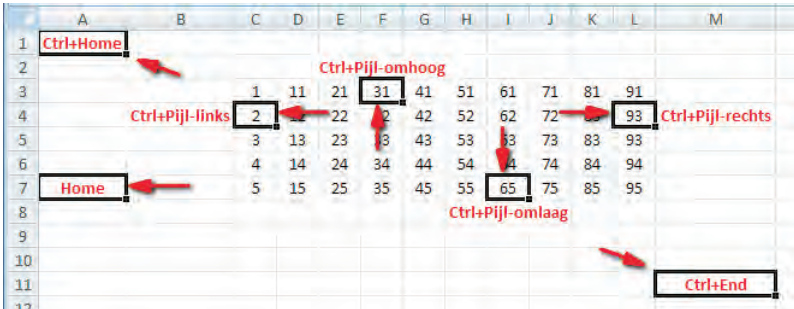 A B C D E F G H I J K L M
1 Ctrl+Home
2 Ctrl+Pijl-omhoog
3 1 11 21 31 41 51 61 71 81 91
4 Ctrl+Pijl-links 2 22 42 52 62 72 93 Ctrl+Pijl-rechts
5 3 13 23 43 53 73 83 93
6 4 14 24 34 44 54 74 84 94
7 Home 5 15 25 35 45 55 65 75 85 95
8 Ctrl+Pijl-omlaag
9
10
11 Ctrl+End